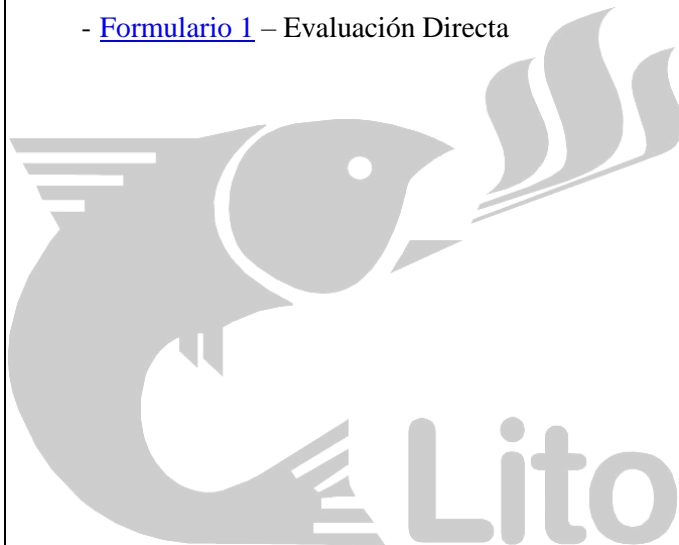 - Formulario 1 – Evaluación Directa
Lito